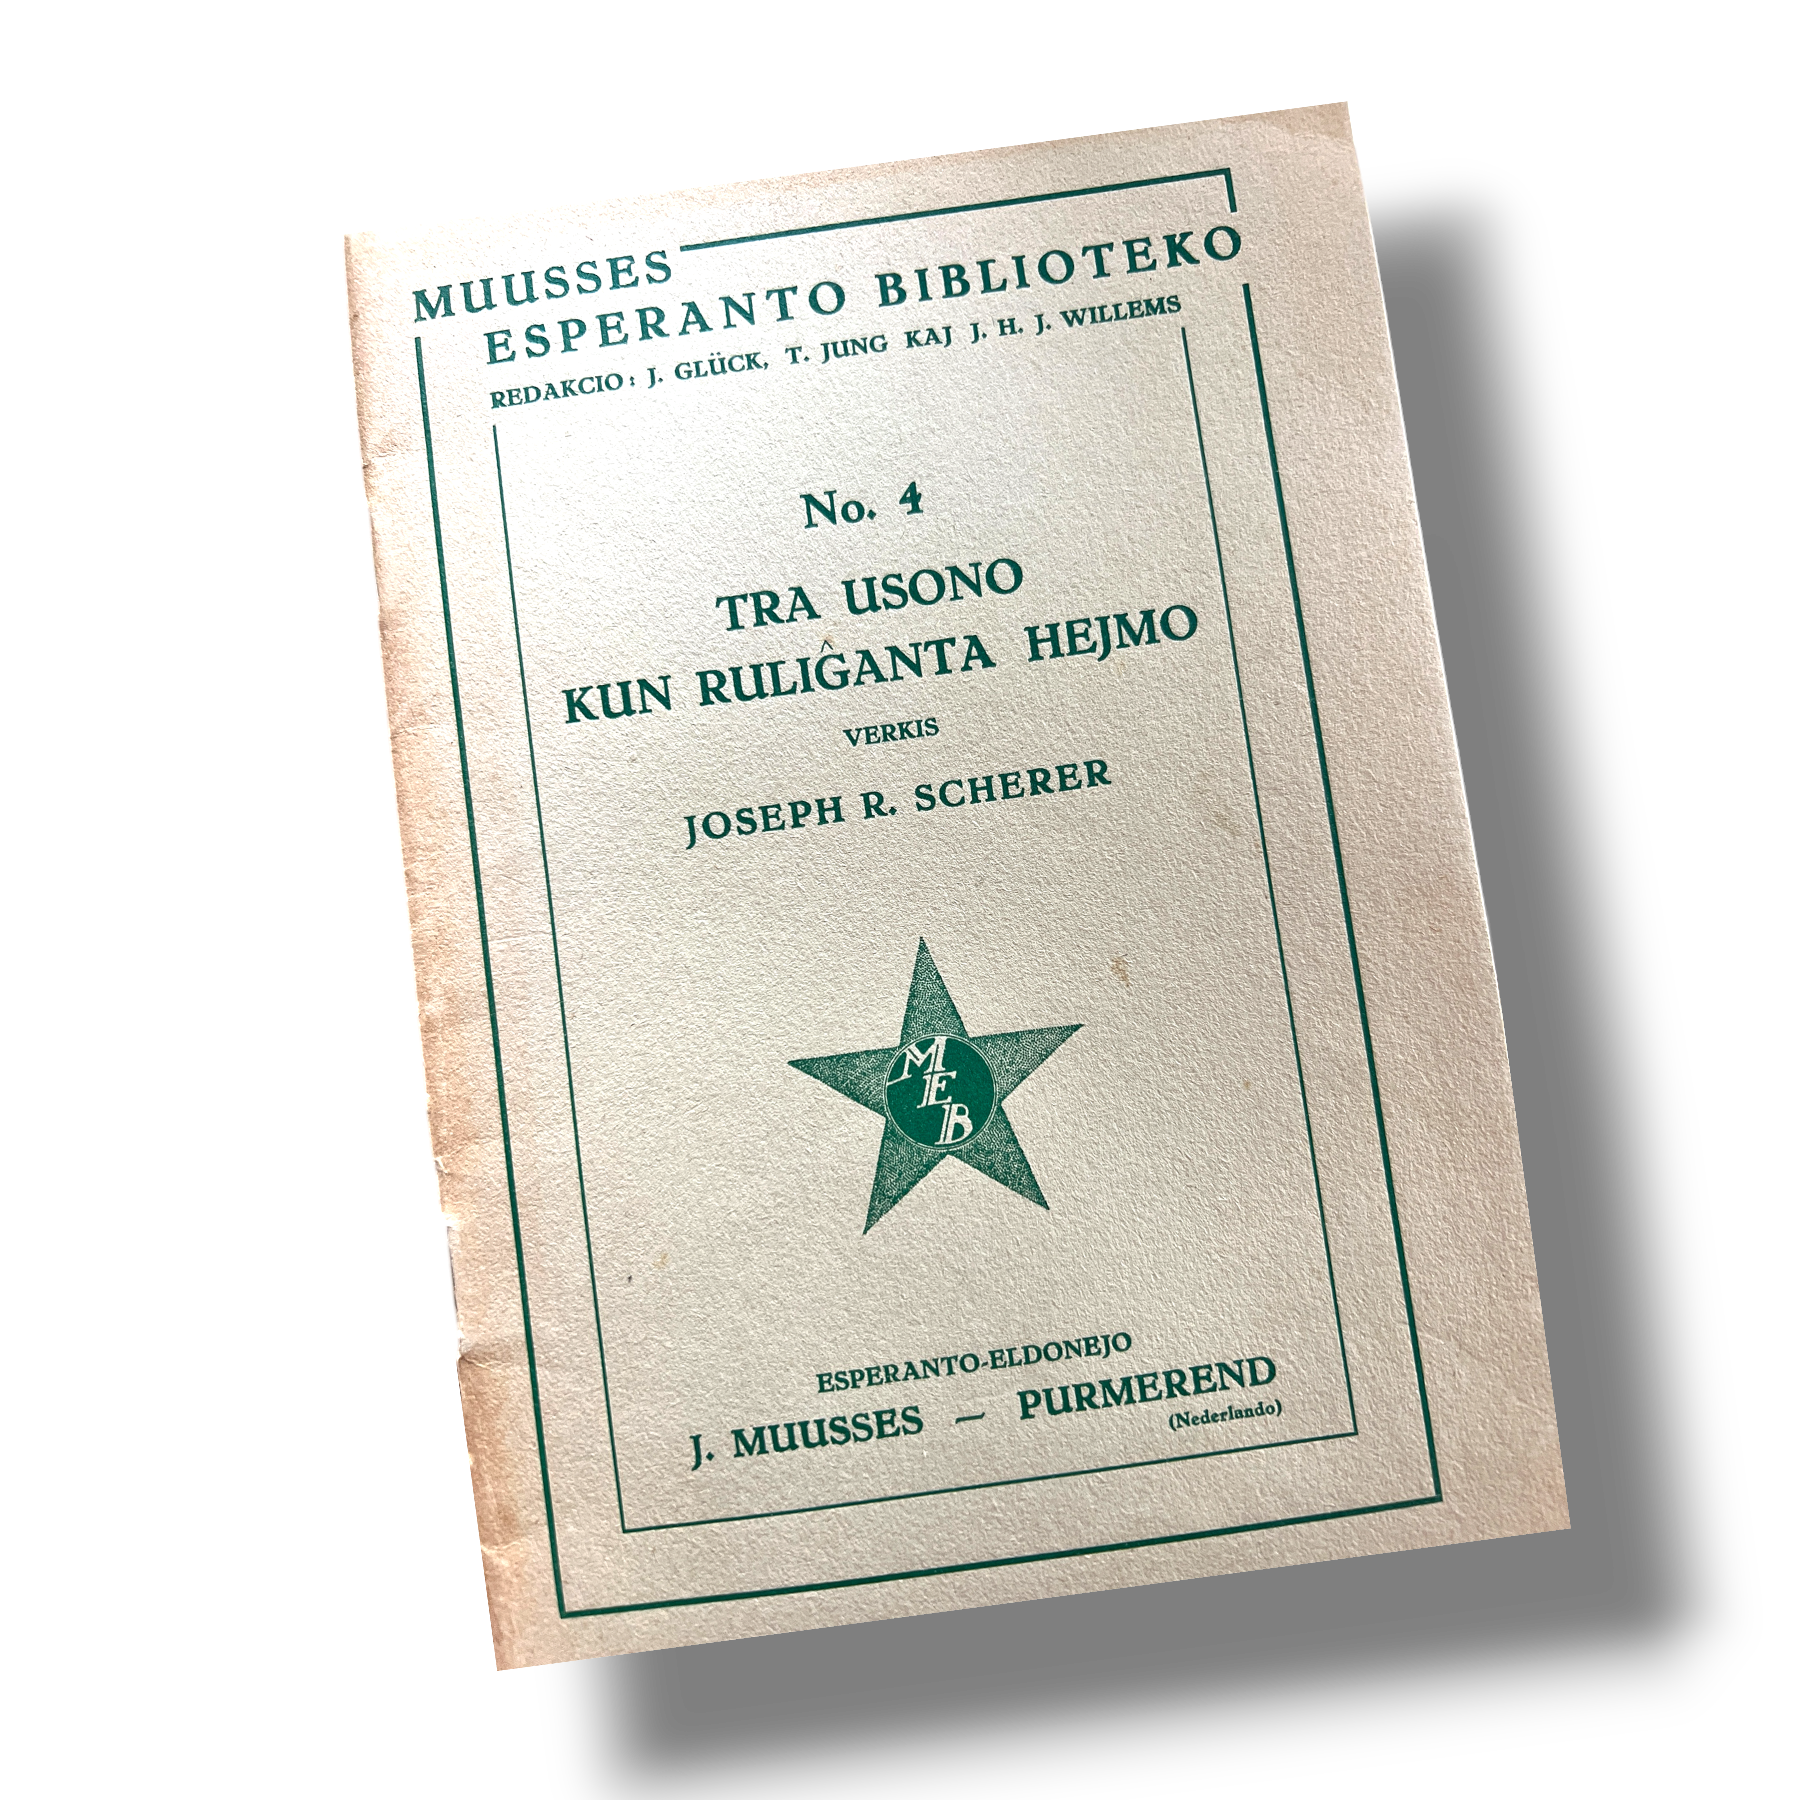 MUUSSES
ESPERANTO BIBLIOTEKO
REDAKCIO: J. GLÜCK, T. JUNG KAJ J. H. J. WILLEMS
No. 4
TRA USONO
KUN RULIĜANTA HEJMO
VERKIS
JOSEPH R. SCHERER
M
E
B
ESPERANTO-ELDONEJO
J. MUUSSES — PURMEREND
(Nederlando)